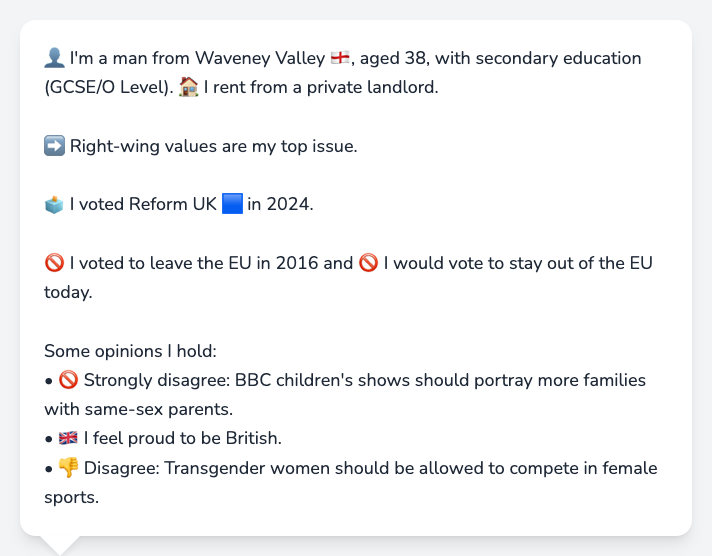 👤 I'm a man from Waveney Valley 🏴󠁧󠁢󠁥󠁮󠁧󠁿, aged 38, with secondary education
(GCSE/O Level). 🏠 I rent from a private landlord.
➡️ Right-wing values are my top issue.
🗳️ I voted Reform UK 🟦 in 2024.
🚫 I voted to leave the EU in 2016 and 🚫 I would vote to stay out of the EU
today.
Some opinions I hold:
• 🚫 Strongly disagree: BBC children's shows should portray more families
with same-sex parents.
• 🇬🇧 I feel proud to be British.
• 👎 Disagree: Transgender women should be allowed to compete in female
sports.